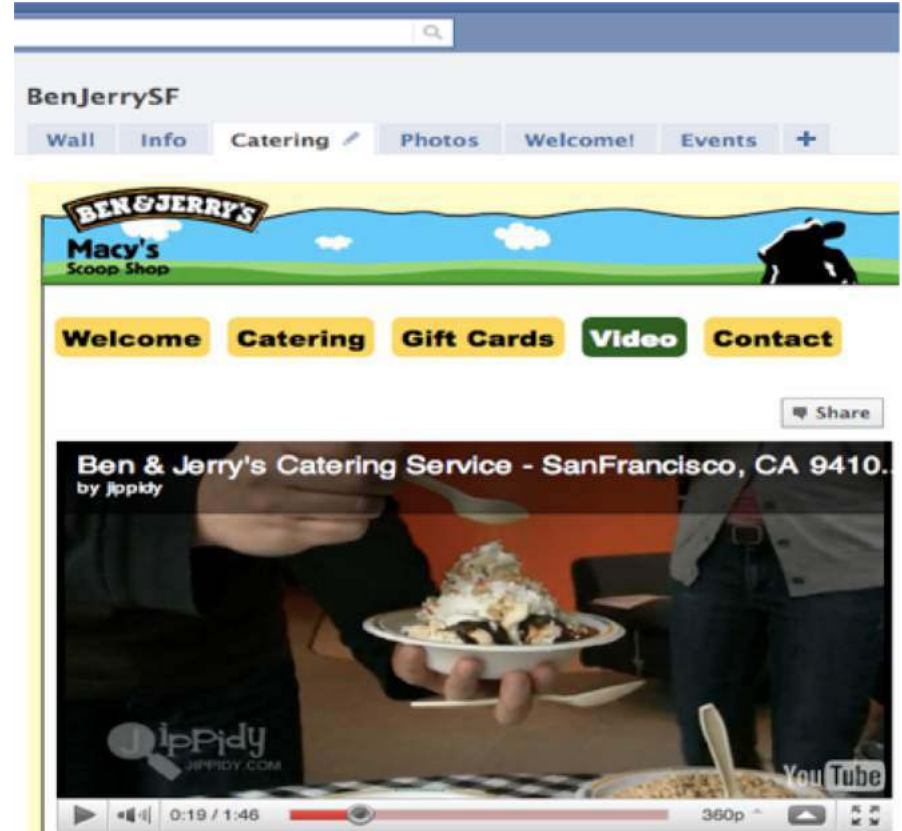 BenJerrySF
Wall Info Catering Photos Welcome! Events +
BEN & JERRY'S
Macy's
Scoop Shop
Welcome Catering Gift Cards Video Contact
Share
Ben & Jerry's Catering Service - SanFrancisco, CA 9410...
by jippidy
Jippidy
JIPPIDY.COM
YouTube
0:19 / 1:46 360p